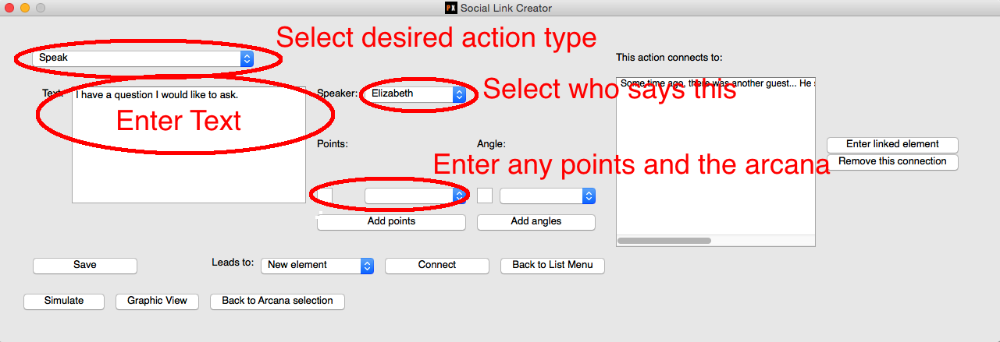 PX Social Link Creator
Select desired action type
Speak
This action connects to:
Some time ago, there was another guest... He
Text:
I have a question I would like to ask.
Speaker:
Elizabeth
Select who says this
Enter Text
Points:
Angle:
Enter linked element
Enter any points and the arcana
Remove this connection
Add points
Add angles
Save
Leads to:
New element
Connect
Back to List Menu
Simulate
Graphic View
Back to Arcana selection